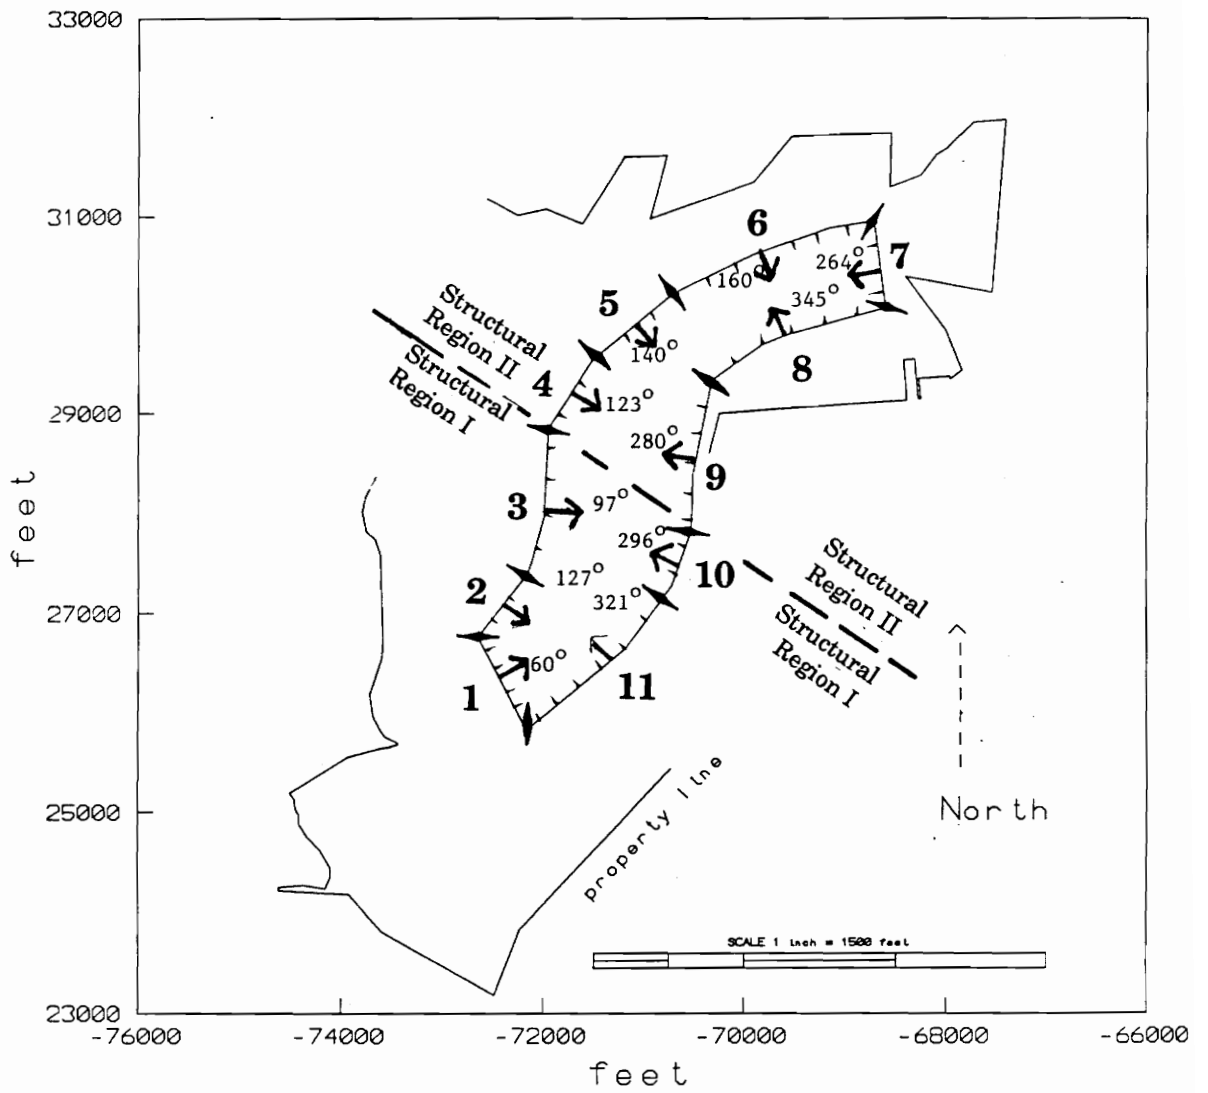 33000
31000
6
264°
7
160°
345°
5
Structural
Region II
140°
8
Structural
Region I
4
123°
29000
280°
9
3
97°
feet
296°
Structural
Region II
10
127°
2
321°
27000
Structural
Region I
60°
1
11
property line
25000
North
SCALE 1 inch = 1500 feet
23000
-76000
-74000
-72000
-70000
-68000
-66000
feet